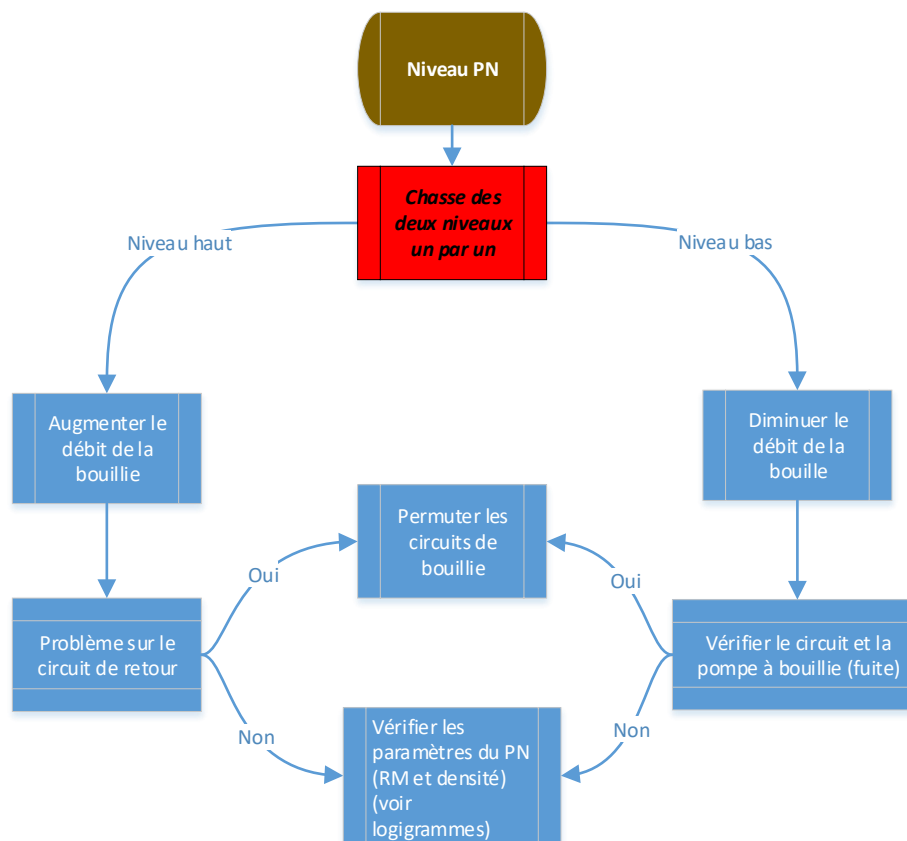 Niveau PN
Chasse des
deux niveaux
un par un
Niveau haut
Niveau bas
Augmenter le
débit de la
bouillie
Diminuer le
débit de la
bouille
Permuter les
circuits de
bouillie
Oui
Oui
Problème sur le
circuit de retour
Vérifier le circuit et la
pompe à bouillie (fuite)
Non
Non
Vérifier les
paramètres du PN
(RM et densité)
(voir
logigrammes)